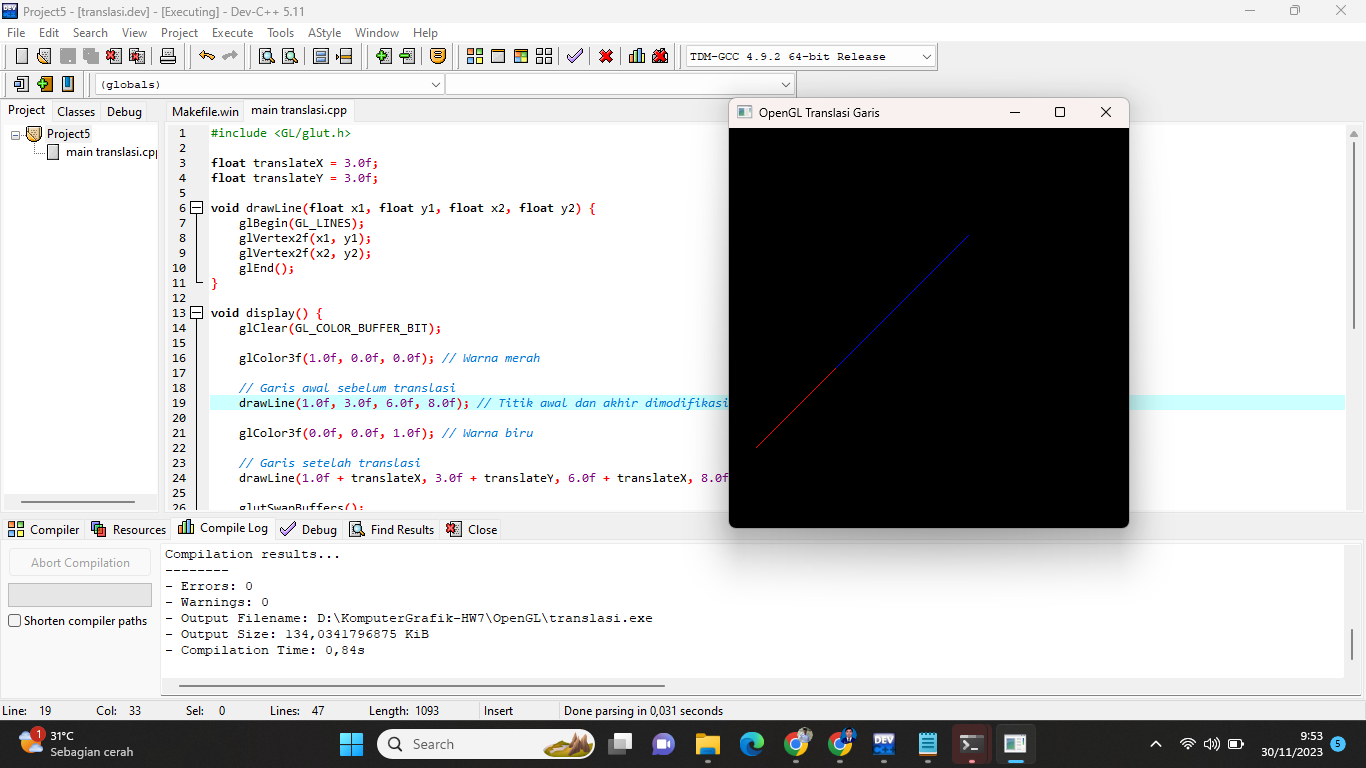 Project5 - [translasi.dev] - [Executing] - Dev-C++ 5.11
File Edit Search View Project Execute Tools AStyle Window Help
TDM-GCC 4.9.2 64-bit Release
(globals)
Project Classes Debug
Makefile.win main translasi.cpp
Project5
main translasi.cpp
1 #include <GL/glut.h>
2
3 float translateX = 3.0f;
4 float translateY = 3.0f;
5
6 void drawLine(float x1, float y1, float x2, float y2) {
7 glBegin(GL_LINES);
8 glVertex2f(x1, y1);
9 glVertex2f(x2, y2);
10 glEnd();
11 }
12
13 void display() {
14 glClear(GL_COLOR_BUFFER_BIT);
15
16 glColor3f(1.0f, 0.0f, 0.0f); // Warna merah
17
18 // Garis awal sebelum translasi
19 drawLine(1.0f, 3.0f, 6.0f, 8.0f); // Titik awal dan akhir dimodifikasi
20
21 glColor3f(0.0f, 0.0f, 1.0f); // Warna biru
22
23 // Garis setelah translasi
24 drawLine(1.0f + translateX, 3.0f + translateY, 6.0f + translateX, 8.0f
25
26 glutSwapBuffers();
OpenGL Translasi Garis
Compiler Resources Compile Log Debug Find Results Close
Abort Compilation
Shorten compiler paths
Compilation results...
--------
- Errors: 0
- Warnings: 0
- Output Filename: D:\KomputerGrafik-HW7\OpenGL\translasi.exe
- Output Size: 134,0341796875 KiB
- Compilation Time: 0,84s
Line: 19 Col: 33 Sel: 0 Lines: 47 Length: 1093 Insert Done parsing in 0,031 seconds
1
31°C
Sebagian cerah
Search
DEV
9:53
30/11/2023
5